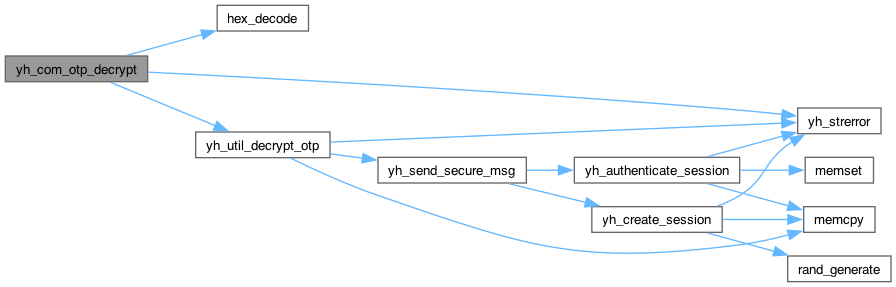 hex_decode
yh_com_otp_decrypt
yh_strerror
yh_util_decrypt_otp
yh_send_secure_msg
yh_authenticate_session
memset
yh_create_session
memcpy
rand_generate